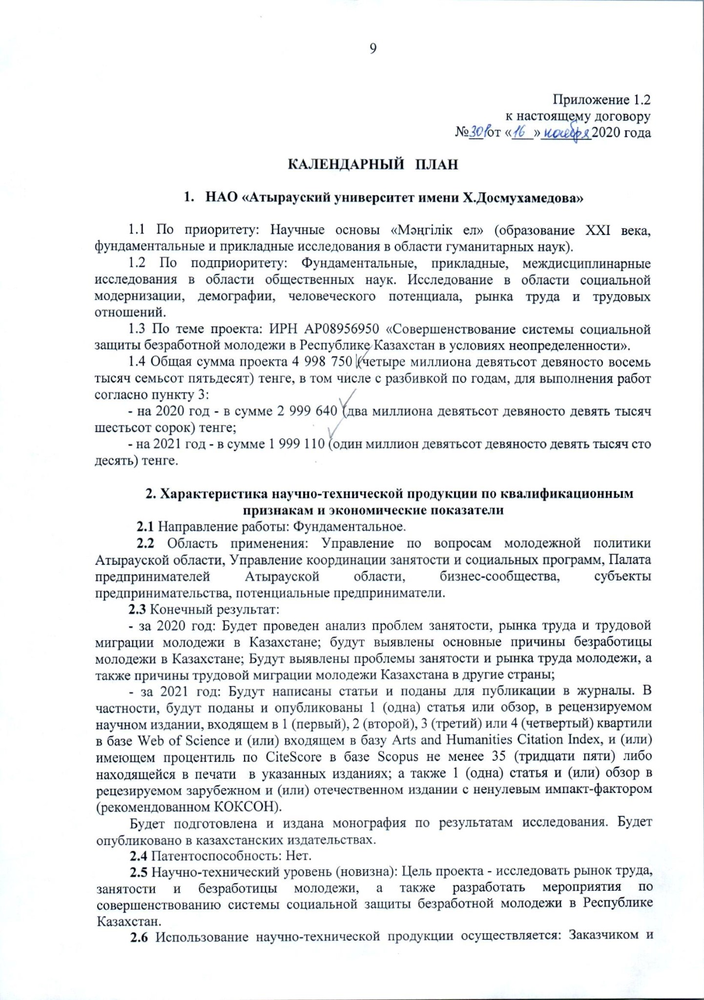 9
Приложение 1.2
к настоящему договору
№ 301 от «16» ноября 2020 года
КАЛЕНДАРНЫЙ ПЛАН
1. НАО «Атырауский университет имени Х.Досмухамедова»
1.1 По приоритету: Научные основы «Мәңгілік ел» (образование XXI века,
фундаментальные и прикладные исследования в области гуманитарных наук).
1.2 По подприоритету: Фундаментальные, прикладные, междисциплинарные
исследования в области общественных наук. Исследование в области социальной
модернизации, демографии, человеческого потенциала, рынка труда и трудовых
отношений.
1.3 По теме проекта: ИРН АР08956950 «Совершенствование системы социальной
защиты безработной молодежи в Республике Казахстан в условиях неопределенности».
1.4 Общая сумма проекта 4 998 750 (четыре миллиона девятьсот девяносто восемь
тысяч семьсот пятьдесят) тенге, в том числе с разбивкой по годам, для выполнения работ
согласно пункту 3:
- на 2020 год - в сумме 2 999 640 (два миллиона девятьсот девяносто девять тысяч
шестьсот сорок) тенге;
- на 2021 год - в сумме 1 999 110 (один миллион девятьсот девяносто девять тысяч сто
десять) тенге.
2. Характеристика научно-технической продукции по квалификационным
признакам и экономические показатели
2.1 Направление работы: Фундаментальное.
2.2 Область применения: Управление по вопросам молодежной политики
Атырауской области, Управление координации занятости и социальных программ, Палата
предпринимателей Атырауской области, бизнес-сообщества, субъекты
предпринимательства, потенциальные предприниматели.
2.3 Конечный результат:
- за 2020 год: Будет проведен анализ проблем занятости, рынка труда и трудовой
миграции молодежи в Казахстане; будут выявлены основные причины безработицы
молодежи в Казахстане; Будут выявлены проблемы занятости и рынка труда молодежи, а
также причины трудовой миграции молодежи Казахстана в другие страны;
- за 2021 год: Будут написаны статьи и поданы для публикации в журналы. В
частности, будут поданы и опубликованы 1 (одна) статья или обзор, в рецензируемом
научном издании, входящем в 1 (первый), 2 (второй), 3 (третий) или 4 (четвертый) квартили
в базе Web of Science и (или) входящем в базу Arts and Humanities Citation Index, и (или)
имеющем процентиль по CiteScore в базе Scopus не менее 35 (тридцати пяти) либо
находящейся в печати в указанных изданиях; а также 1 (одна) статья и (или) обзор в
рецезируемом зарубежном и (или) отечественном издании с ненулевым импакт-фактором
(рекомендованном КОКСОН).
Будет подготовлена и издана монография по результатам исследования. Будет
опубликовано в казахстанских издательствах.
2.4 Патентоспособность: Нет.
2.5 Научно-технический уровень (новизна): Цель проекта - исследовать рынок труда,
занятости и безработицы молодежи, а также разработать мероприятия по
совершенствованию системы социальной защиты безработной молодежи в Республике
Казахстан.
2.6 Использование научно-технической продукции осуществляется: Заказчиком и